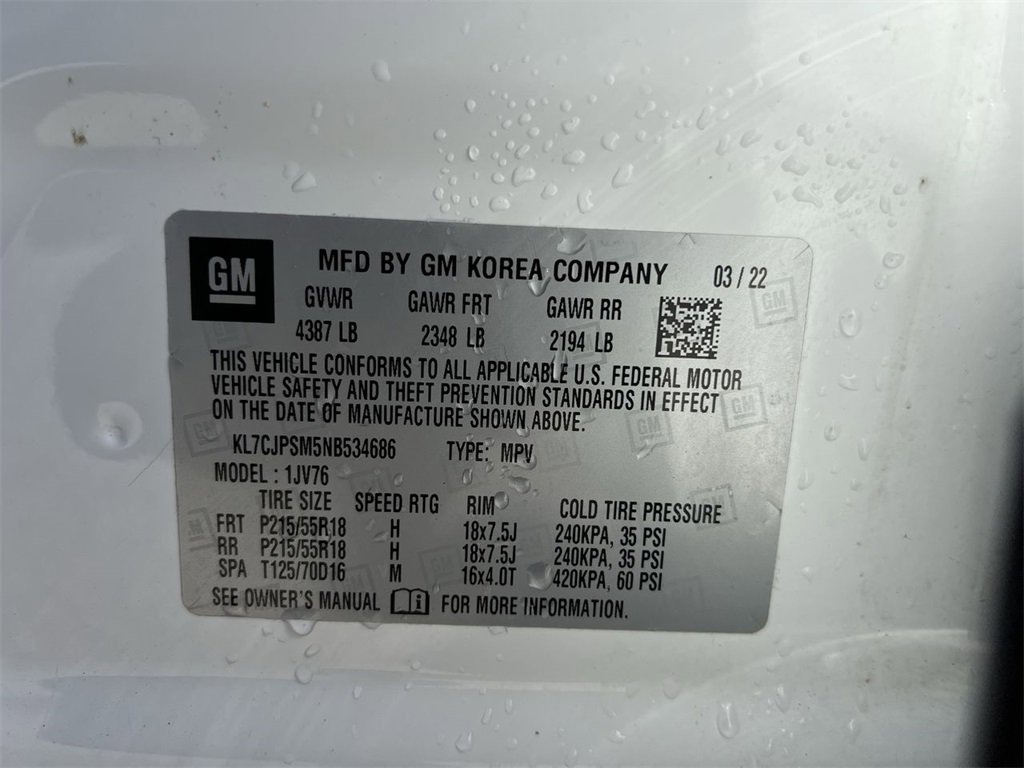 GM
MFD BY GM KOREA COMPANY 03 / 22
GVWR GAWR FRT GAWR RR
4387 LB 2348 LB 2194 LB
THIS VEHICLE CONFORMS TO ALL APPLICABLE U.S. FEDERAL MOTOR
VEHICLE SAFETY AND THEFT PREVENTION STANDARDS IN EFFECT
ON THE DATE OF MANUFACTURE SHOWN ABOVE.
KL7CJPSM5NB534686 TYPE: MPV
MODEL : 1JV76
TIRE SIZE SPEED RTG RIM COLD TIRE PRESSURE
FRT P215/55R18 H 18x7.5J 240KPA, 35 PSI
RR P215/55R18 H 18x7.5J 240KPA, 35 PSI
SPA T125/70D16 M 16x4.0T 420KPA, 60 PSI
SEE OWNER'S MANUAL FOR MORE INFORMATION.